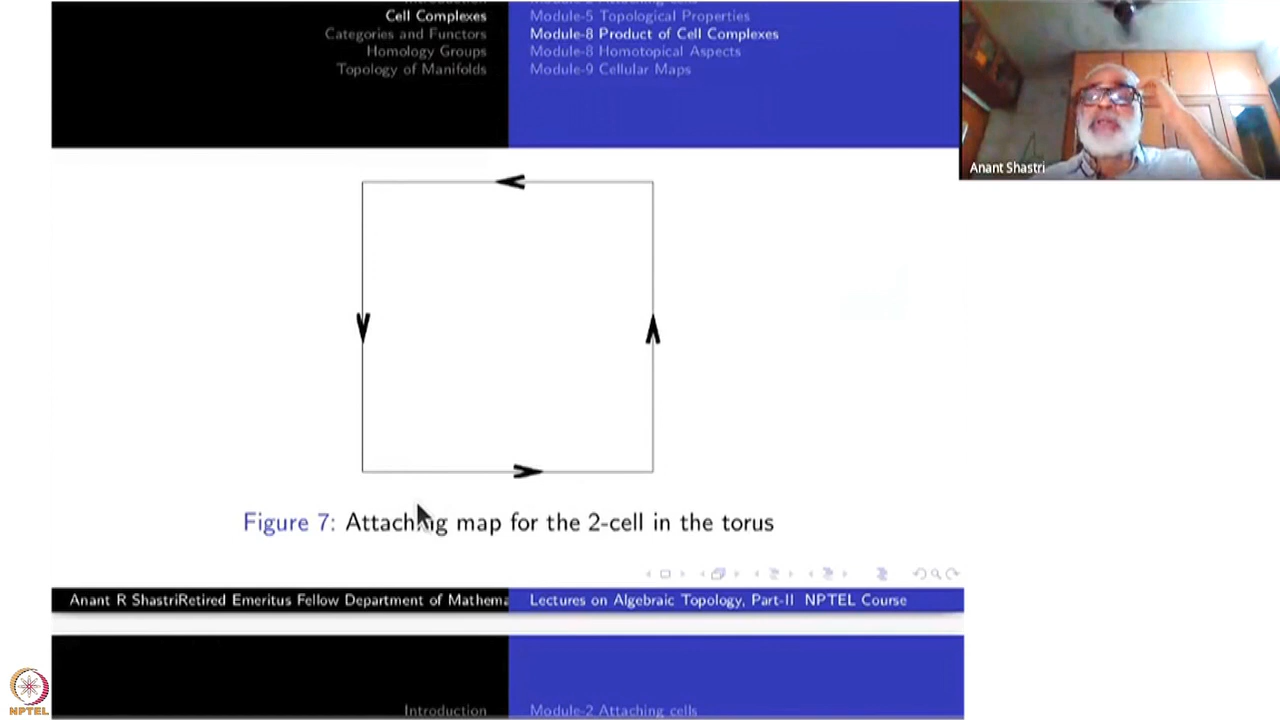 Cell Complexes
Categories and Functors
Homology Groups
Topology of Manifolds
Module-5 Topological Properties
Module-8 Product of Cell Complexes
Module-8 Homotopical Aspects
Module-9 Cellular Maps
Anant Shastri
Figure 7: Attaching map for the 2-cell in the torus
Anant R ShastriRetired Emeritus Fellow Department of Mathema
Lectures on Algebraic Topology, Part-II NPTEL Course
Introduction
Module-2 Attaching cells
NPTEL